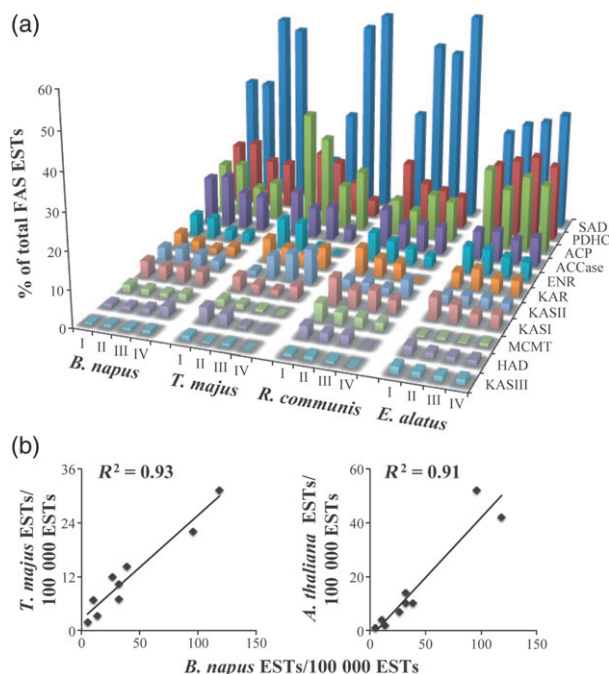 (a)
% of total FAS ESTs
60
50
40
30
20
10
0
I II III IV
I II III IV
I II III IV
I II III IV
B. napus
T. majus
R. communis
E. alatus
SAD
PDHC
ACP
ACCase
ENR
KAR
KASII
KASI
MCMT
HAD
KASIII
(b)
R² = 0.93
T. majus ESTs/
100 000 ESTs
36
24
12
0
0 50 100 150
R² = 0.91
A. thaliana ESTs/
100 000 ESTs
60
40
20
0
0 50 100 150
B. napus ESTs/100 000 ESTs